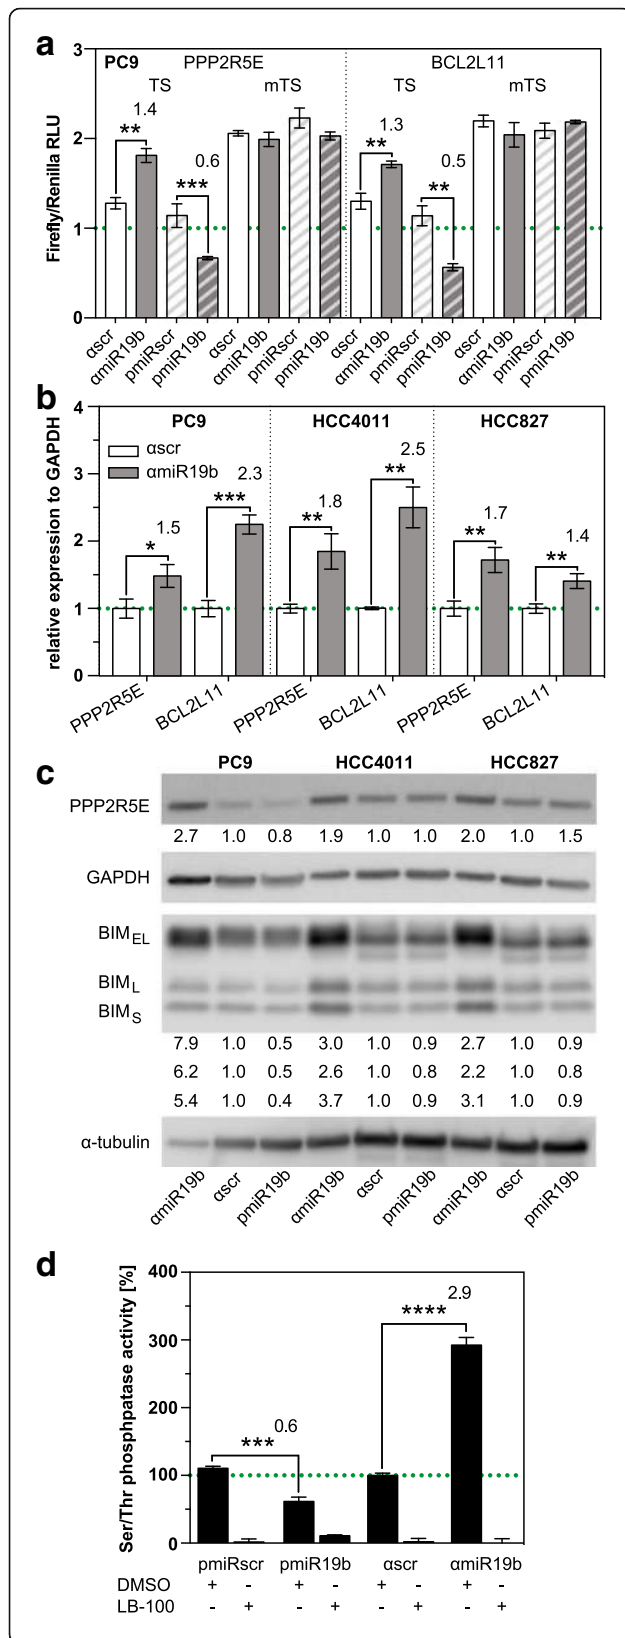 a
3
2
1
0
Firefly/Renilla RLU
PC9 PPP2R5E BCL2L11
TS mTS TS mTS
1.4 1.3
** 0.6 ** 0.5
*** **
αscr αmiR19b pmiRscr pmiR19b αscr αmiR19b pmiRscr pmiR19b αscr αmiR19b pmiRscr pmiR19b αscr αmiR19b pmiRscr pmiR19b
b
4
3
2
1
0
relative expression to GAPDH
PC9 HCC4011 HCC827
αscr
αmiR19b
1.5 2.3 1.8 2.5 1.7 1.4
* *** ** ** ** **
PPP2R5E BCL2L11 PPP2R5E BCL2L11 PPP2R5E BCL2L11
c
PC9 HCC4011 HCC827
PPP2R5E
2.7 1.0 0.8 1.9 1.0 1.0 2.0 1.0 1.5
GAPDH
BIM EL
BIM L
BIM S
7.9 1.0 0.5 3.0 1.0 0.9 2.7 1.0 0.9
6.2 1.0 0.5 2.6 1.0 0.8 2.2 1.0 0.8
5.4 1.0 0.4 3.7 1.0 0.9 3.1 1.0 0.9
α-tubulin
αmiR19b αscr pmiR19b αmiR19b αscr pmiR19b αmiR19b αscr pmiR19b
d
400
300
200
100
0
Ser/Thr phosphpatase activity [%]
2.9
****
0.6
***
pmiRscr pmiR19b αscr αmiR19b
DMSO + - + - + - + -
LB-100 - + - + - + - +